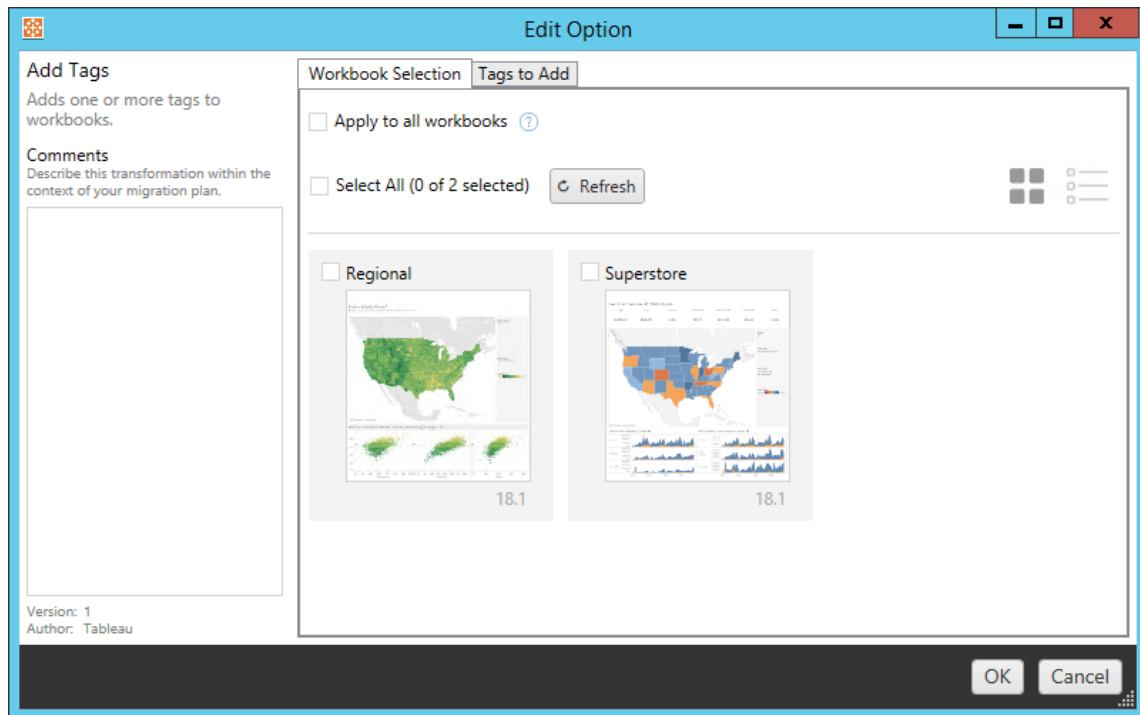 Edit Option
Add Tags
Adds one or more tags to
workbooks.
Comments
Describe this transformation within the
context of your migration plan.
Version: 1
Author: Tableau
Workbook Selection
Tags to Add
Apply to all workbooks ?
Select All (0 of 2 selected)
Refresh
Regional
18.1
Superstore
18.1
OK
Cancel